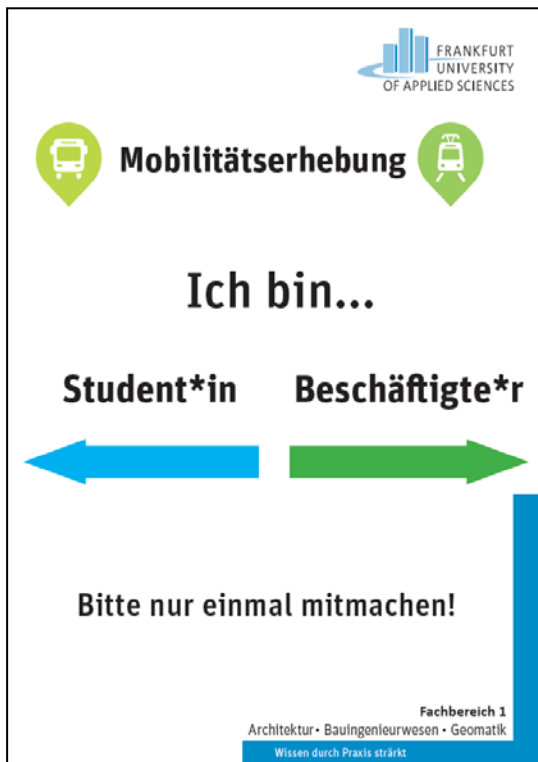 FRANKFURT
UNIVERSITY
OF APPLIED SCIENCES
Mobilitätserhebung
Ich bin...
Student*in Beschäftigte*r
Bitte nur einmal mitmachen!
Fachbereich 1
Architektur • Bauingenieurwesen • Geomatik
Wissen durch Praxis strärkt